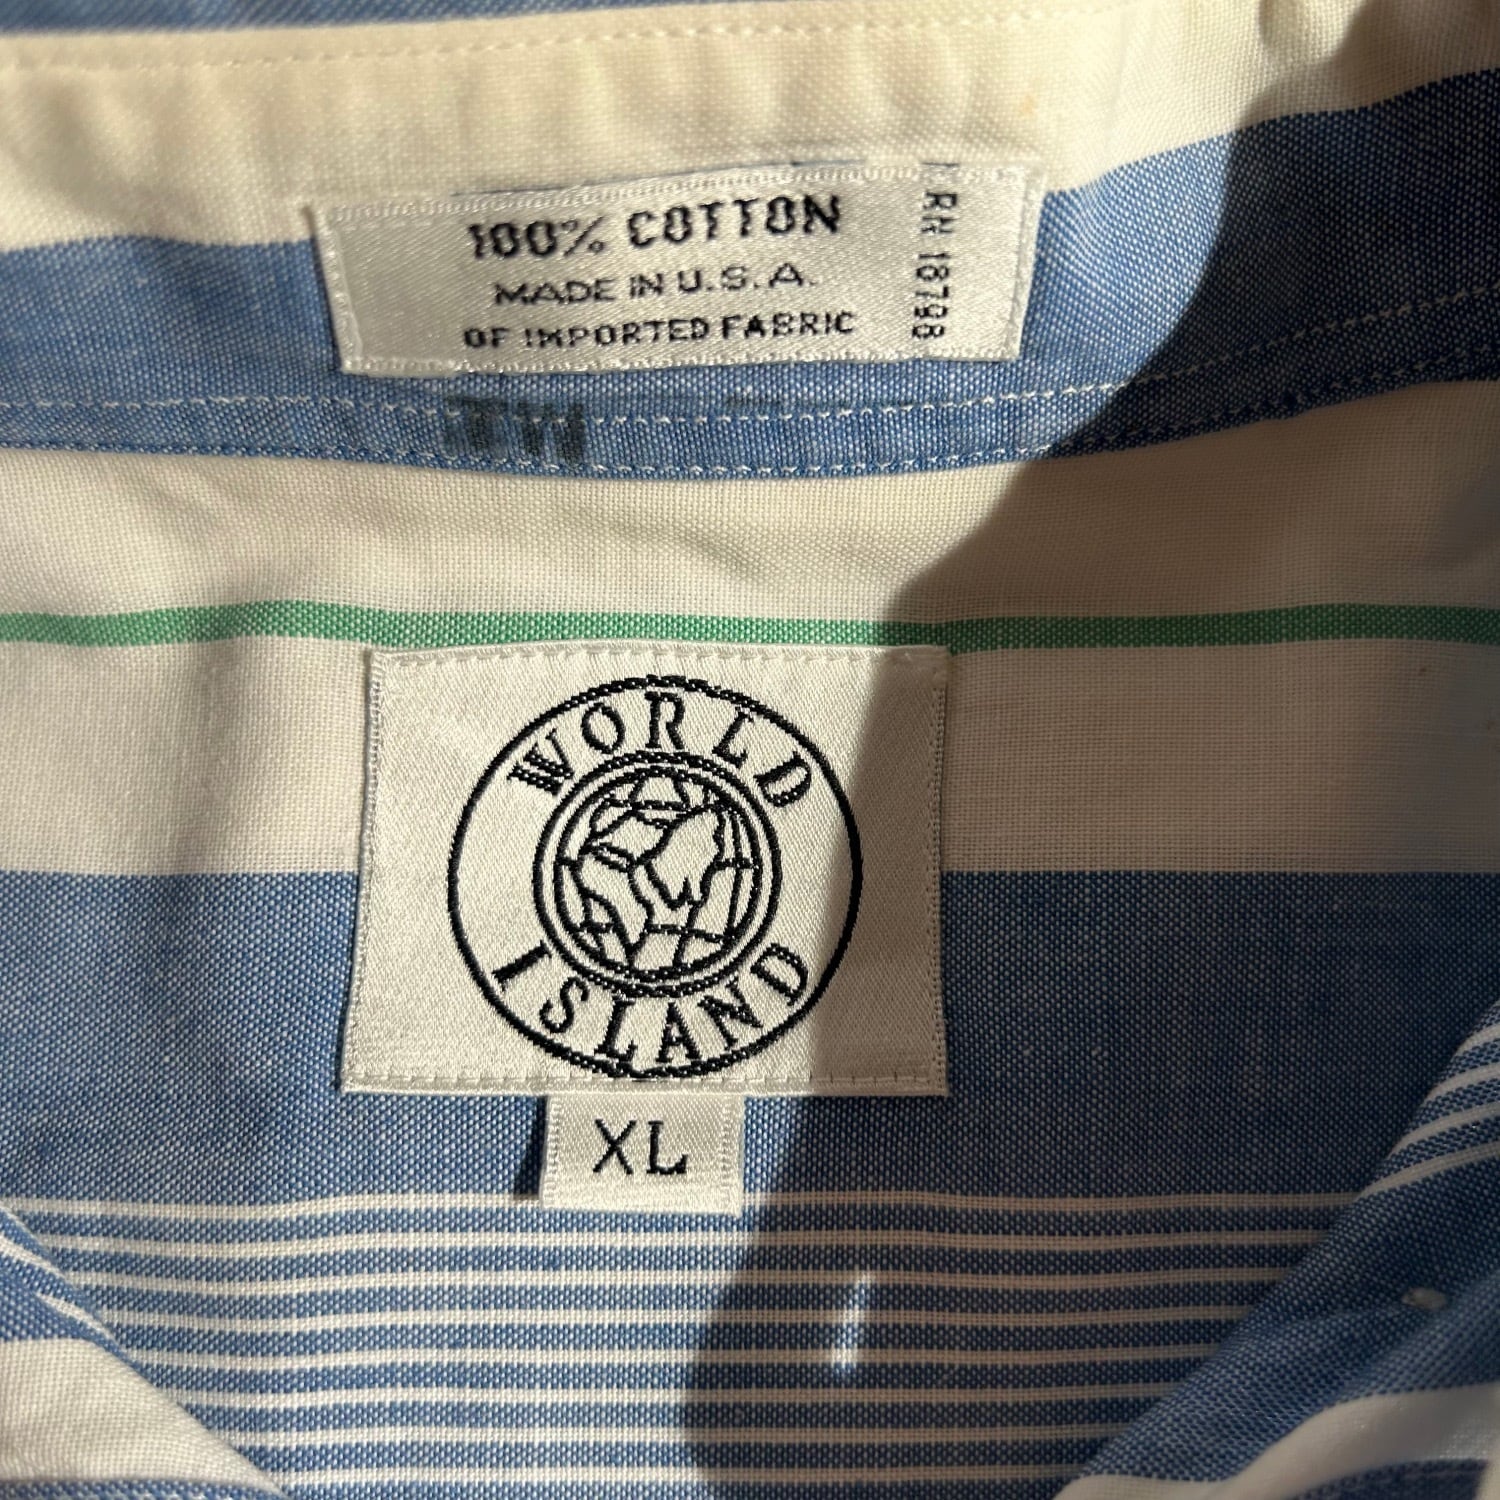 100% COTTON
MADE IN U.S.A.
OF IMPORTED FABRIC
RN 18798
WORLD
ISLAND
XL